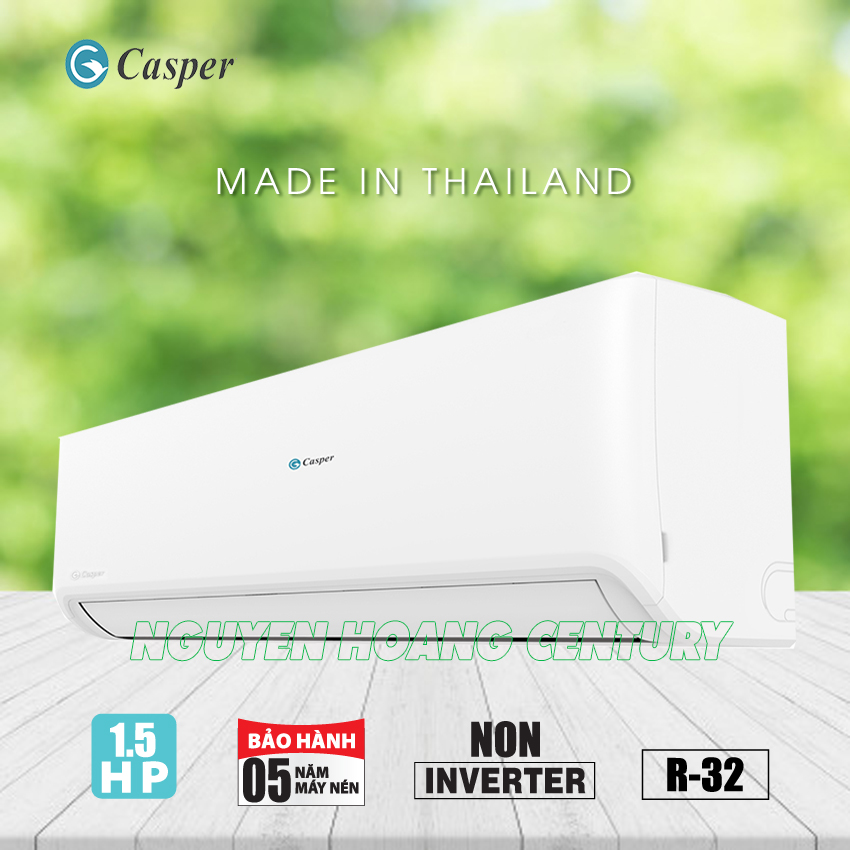 Casper
MADE IN THAILAND
Casper
Casper
NGUYEN HOANG CENTURY
1.5
HP
BẢO HÀNH
05 NĂM
MÁY NÉN
NON
INVERTER
R-32